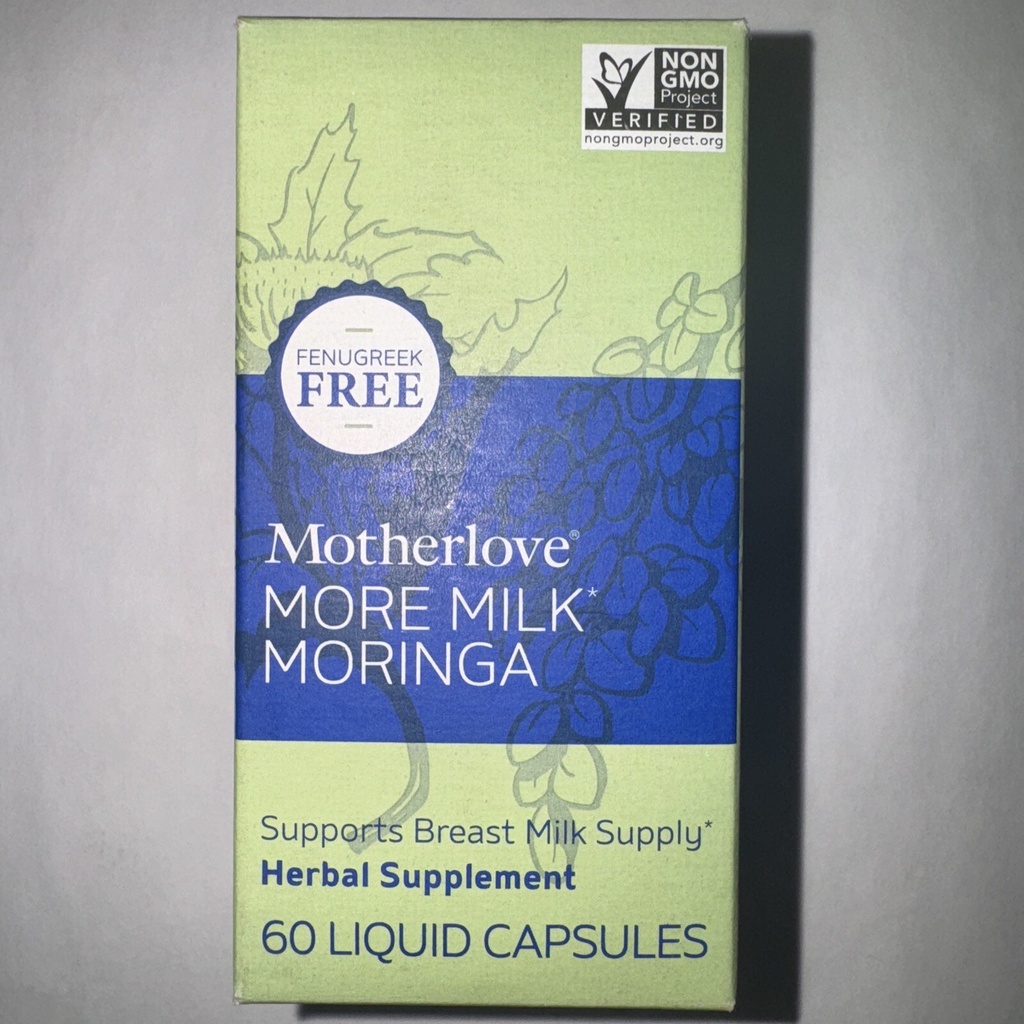 NON
GMO
Project
VERIFIED
nongmoproject.org
FENUGREEK
FREE
Motherlove®
MORE MILK*
MORINGA
Supports Breast Milk Supply*
Herbal Supplement
60 LIQUID CAPSULES